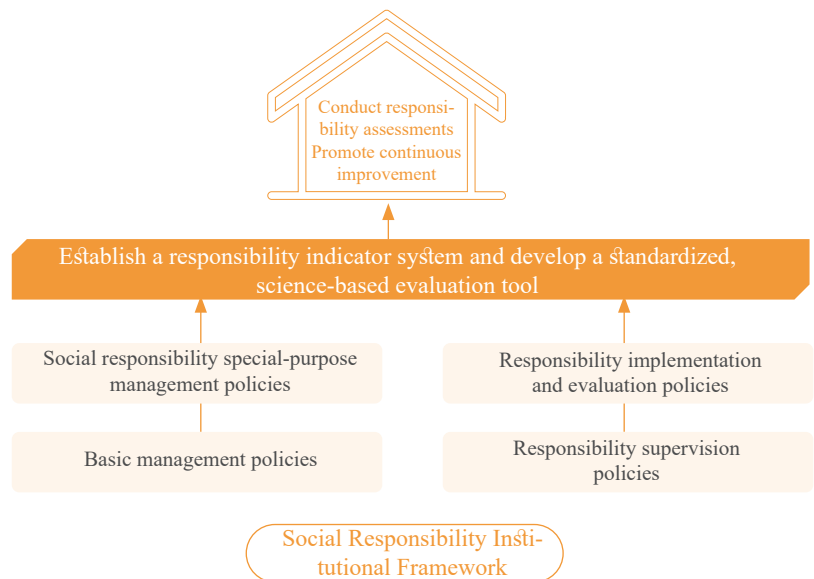 Conduct responsi-
bility assessments
Promote continuous
improvement
Establish a responsibility indicator system and develop a standardized,
science-based evaluation tool
Social responsibility special-purpose
management policies
Responsibility implementation
and evaluation policies
Basic management policies
Responsibility supervision
policies
Social Responsibility Insti-
tutional Framework